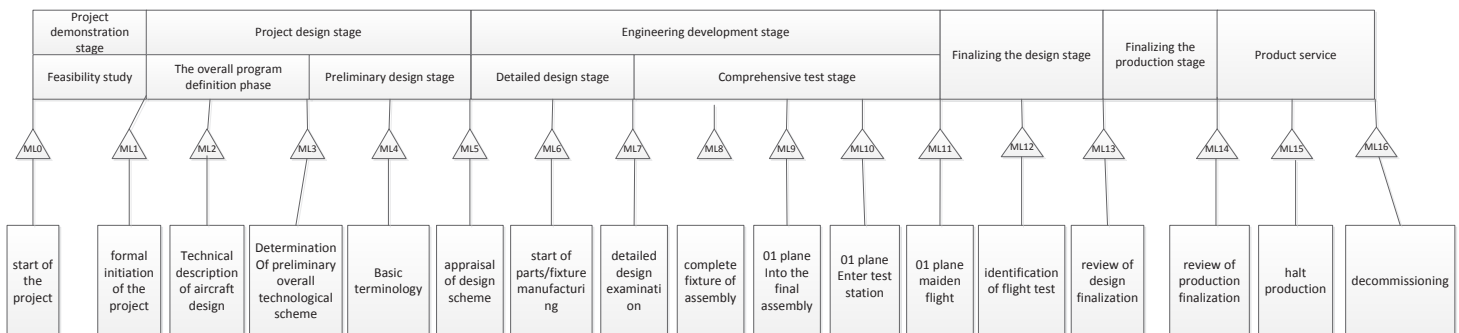 Project
demonstration
stage
Project design stage
Engineering development stage
Finalizing the design stage
Finalizing the
production stage
Product service
Feasibility study
The overall program
definition phase
Preliminary design stage
Detailed design stage
Comprehensive test stage
ML0
ML1
ML2
ML3
ML4
ML5
ML6
ML7
ML8
ML9
ML10
ML11
ML12
ML13
ML14
ML15
ML16
start of
the
project
formal
initiation
of the
project
Technical
description
of aircraft
design
Determination
Of preliminary
overall
technological
scheme
Basic
terminology
appraisal
of design
scheme
start of
parts/fixture
manufacturi
ng
detailed
design
examinati
on
complete
fixture of
assembly
01 plane
Into the
final
assembly
01 plane
Enter test
station
01 plane
maiden
flight
identification
of flight test
review of
design
finalization
review of
production
finalization
halt
production
decommissioning